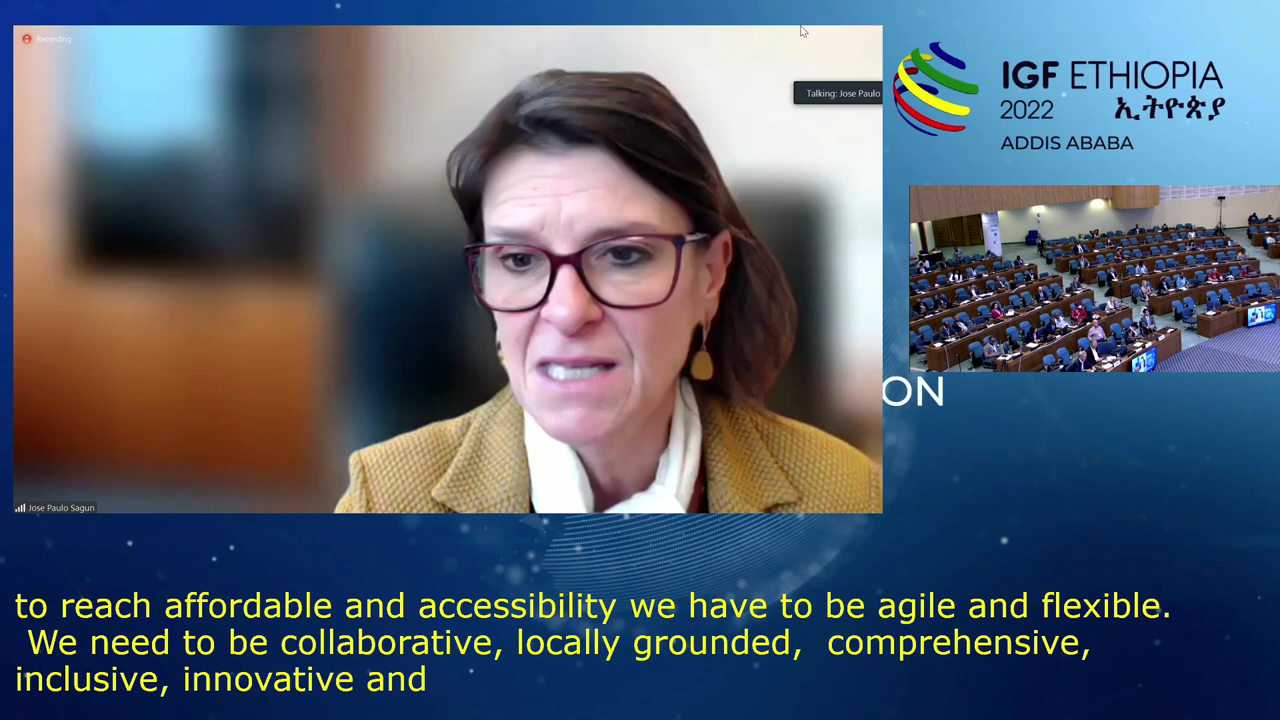 Recording
Talking: Jose Paulo
IGF ETHIOPIA
2022 ኢትዮጵያ
ADDIS ABABA
ON
Jose Paulo Sagun
to reach affordable and accessibility we have to be agile and flexible.
We need to be collaborative, locally grounded, comprehensive,
inclusive, innovative and